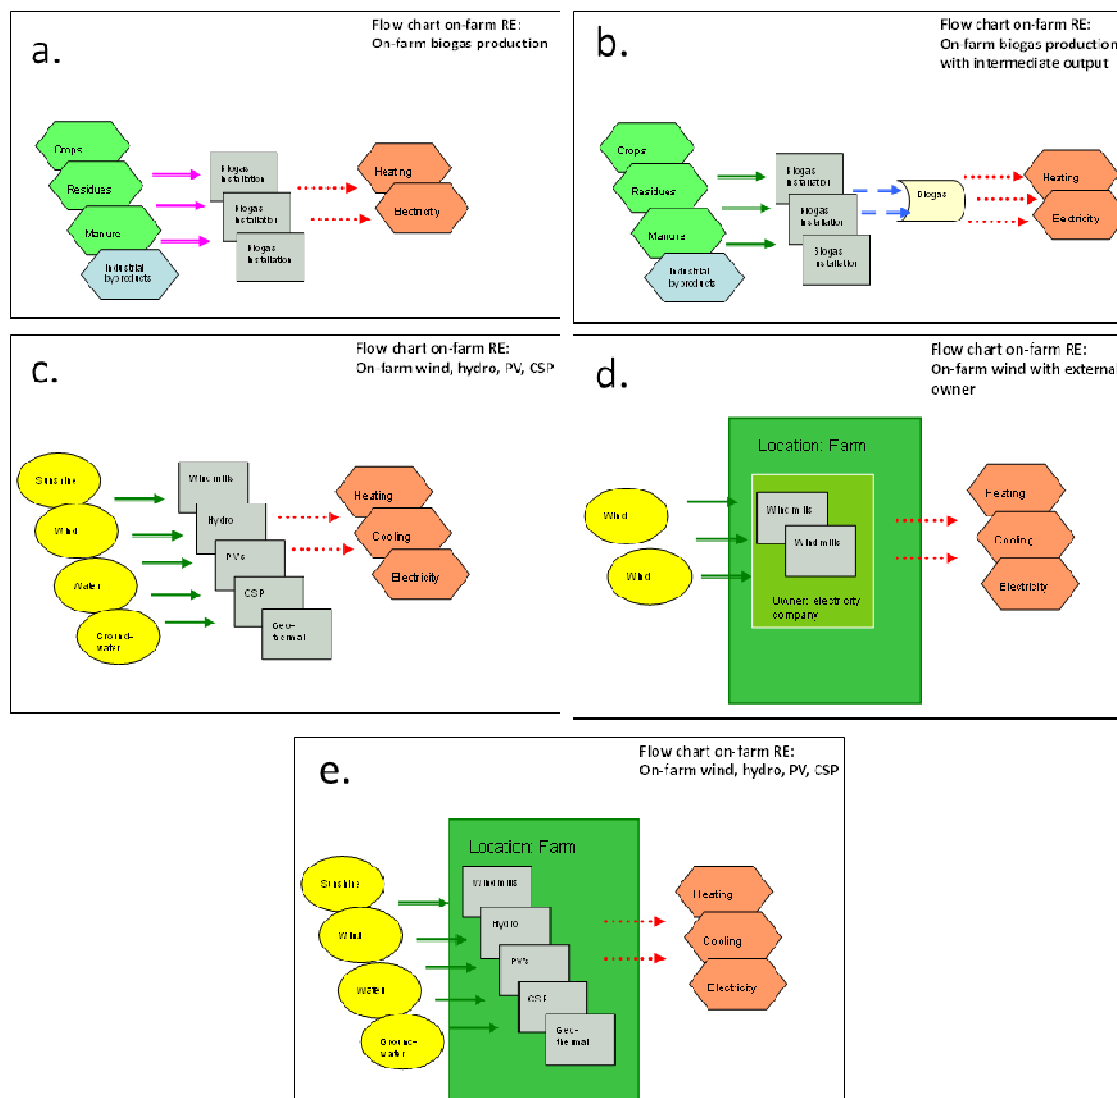 a.
Flow chart on-farm RE:
On-farm biogas production
Crops
Residues
Manure
Industrial
byproducts
Biogas
Installation
Biogas
Installation
Biogas
Installation
Heating
Electricity
b.
Flow chart on-farm RE:
On-farm biogas production
with intermediate output
Crops
Residues
Manure
Industrial
byproducts
Biogas
Installation
Biogas
Installation
Biogas
Installation
Biogas
Heating
Electricity
c.
Flow chart on-farm RE:
On-farm wind, hydro, PV, CSP
Sunshine
Wind
Water
Ground-
water
Windmills
Hydro
PV's
CSP
Geo-
thermal
Heating
Cooling
Electricity
d.
Flow chart on-farm RE:
On-farm wind with external
owner
Location: Farm
Wind
Wind
Windmills
Windmills
Owner: electricity
company
Heating
Cooling
Electricity
e.
Flow chart on-farm RE:
On-farm wind, hydro, PV, CSP
Location: Farm
Sunshine
Wind
Water
Ground-
water
Windmills
Hydro
PV's
CSP
Geo-
thermal
Heating
Cooling
Electricity